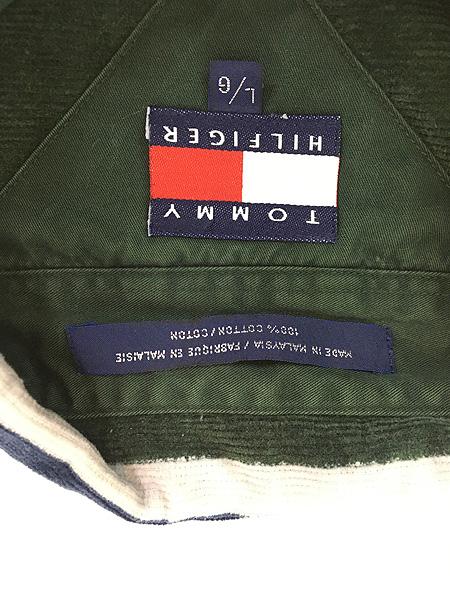 MADE IN MALAYSIA / FABRIQUE EN MALAISIE
100% COTTON/COTON
TOMMY
HILFIGER
L/G